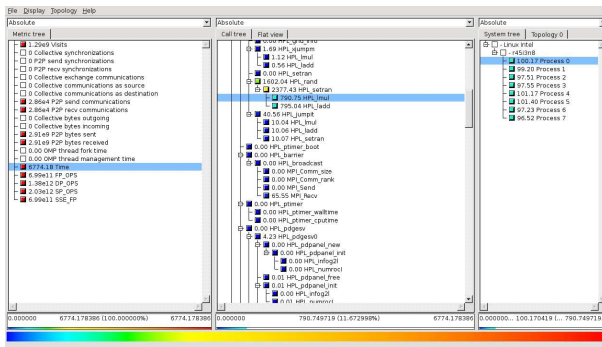 File Display Topology Help
Absolute
Metric tree
1.29e9 Visits
0 Collective synchronizations
0 P2P send synchronizations
0 P2P recv synchronizations
0 Collective exchange communications
0 Collective communications as source
0 Collective communications as destination
2.86e4 P2P send communications
2.86e4 P2P recv communications
0 Collective bytes outgoing
0 Collective bytes incoming
2.91e9 P2P bytes sent
2.91e9 P2P bytes received
0.00 OMP thread fork time
0.00 OMP thread management time
6774.18 Time
6.99e11 FP_OPS
1.38e12 DP_OPS
2.03e12 SP_OPS
6.99e11 SSE_FP
0.000000 6774.178386 (100.000000%) 6774.178386
Absolute
Call tree Flat view
0.00 HPL_grid_info
1.69 HPL_xjumpm
1.12 HPL_lmul
0.56 HPL_ladd
0.00 HPL_setran
1602.04 HPL_rand
2377.43 HPL_setran
790.75 HPL_lmul
795.04 HPL_ladd
40.56 HPL_jumpit
10.04 HPL_lmul
10.06 HPL_ladd
10.07 HPL_setran
0.00 HPL_ptimer_boot
0.00 HPL_barrier
0.00 HPL_broadcast
0.00 MPI_Comm_size
0.00 MPI_Comm_rank
0.00 MPI_Send
65.55 MPI_Recv
0.00 HPL_ptimer
0.00 HPL_ptimer_walltime
0.00 HPL_ptimer_cputime
0.00 HPL_pdgesv
4.23 HPL_pdgesv0
0.00 HPL_pdpanel_new
0.00 HPL_pdpanel_init
0.00 HPL_infog2l
0.00 HPL_numrocI
0.01 HPL_pdpanel_free
0.01 HPL_pdpanel_init
0.00 HPL_infog2l
0.01 HPL_numrocI
0.000000 790.749719 (11.672998%) 6774.178386
Absolute
System tree Topology 0
- Linux Intel
- r45i3n8
100.17 Process 0
99.20 Process 1
97.51 Process 2
97.55 Process 3
101.17 Process 4
101.40 Process 5
97.23 Process 6
96.52 Process 7
0.000000... 100.170419 (... 790.749719